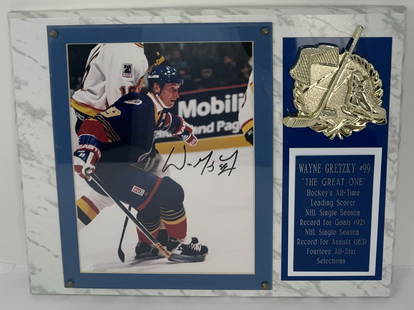 Mobil
9
WAYNE GRETZKY #99
"THE GREAT ONE"
Hockey's All-Time
Leading Scorer
NHL Single Season
Record for Goals (92)
NHL Single Season
Record for Assists (163)
Fourteen All-Star
Selections